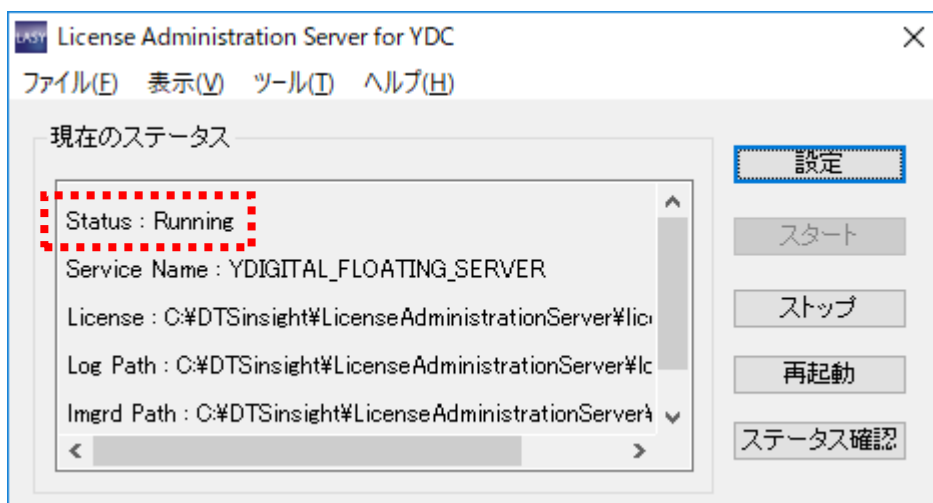 LASY License Administration Server for YDC
ファイル(F) 表示(V) ツール(T) ヘルプ(H)
現在のステータス
Status : Running
Service Name : YDIGITAL_FLOATING_SERVER
License : C:¥DTSinsight¥LicenseAdministrationServer¥lic
Log Path : C:¥DTSinsight¥LicenseAdministrationServer¥lc
lmgrd Path : C:¥DTSinsight¥LicenseAdministrationServer¥
設定
スタート
ストップ
再起動
ステータス確認